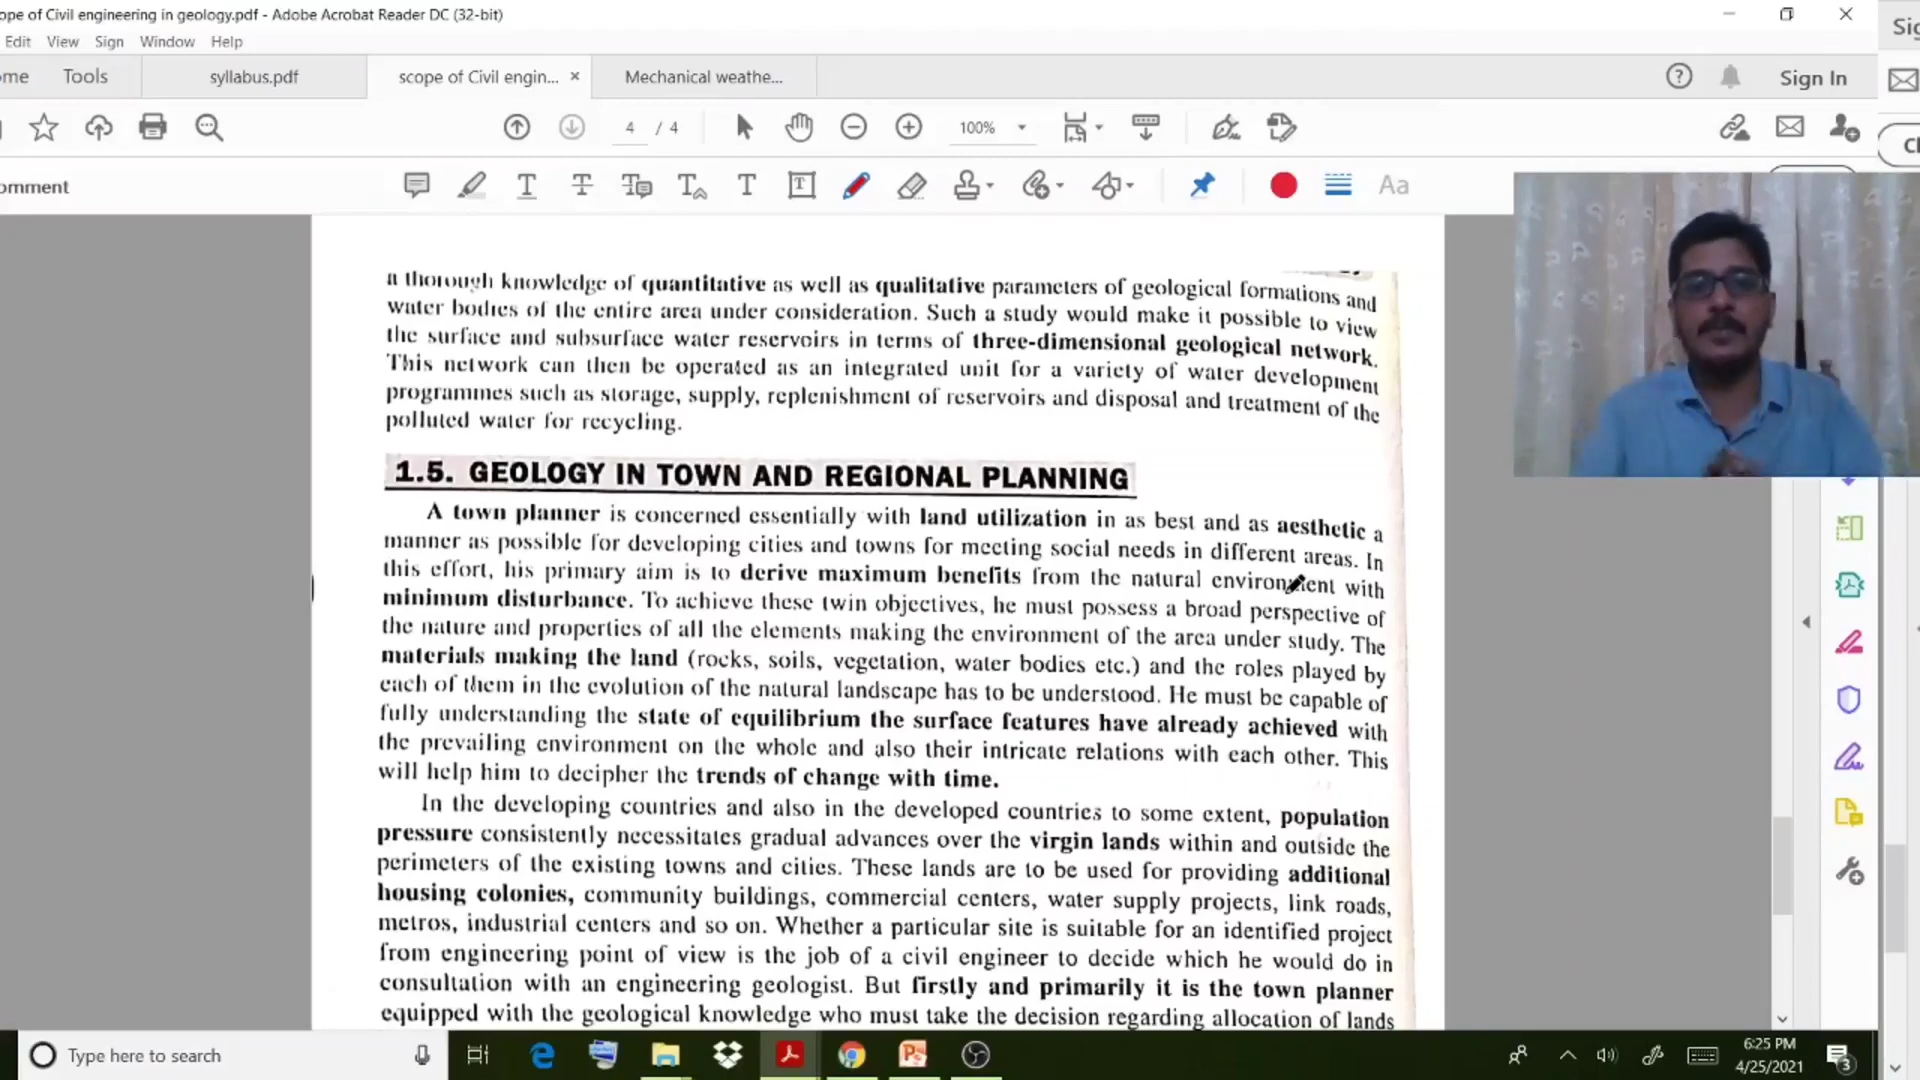 ope of Civil engineering in geology.pdf - Adobe Acrobat Reader DC (32-bit)
Edit View Sign Window Help
ome Tools syllabus.pdf scope of Civil engin... × Mechanical weathe... Sign In
4 / 4 100%
omment Aa
a thorough knowledge of quantitative as well as qualitative parameters of geological formations and
water bodies of the entire area under consideration. Such a study would make it possible to view
the surface and subsurface water reservoirs in terms of three-dimensional geological network.
This network can then be operated as an integrated unit for a variety of water development
programmes such as storage, supply, replenishment of reservoirs and disposal and treatment of the
polluted water for recycling.
1.5. GEOLOGY IN TOWN AND REGIONAL PLANNING
A town planner is concerned essentially with land utilization in as best and as aesthetic a
manner as possible for developing cities and towns for meeting social needs in different areas. In
this effort, his primary aim is to derive maximum benefits from the natural environment with
minimum disturbance. To achieve these twin objectives, he must possess a broad perspective of
the nature and properties of all the elements making the environment of the area under study. The
materials making the land (rocks, soils, vegetation, water bodies etc.) and the roles played by
each of them in the evolution of the natural landscape has to be understood. He must be capable of
fully understanding the state of equilibrium the surface features have already achieved with
the prevailing environment on the whole and also their intricate relations with each other. This
will help him to decipher the trends of change with time.
In the developing countries and also in the developed countries to some extent, population
pressure consistently necessitates gradual advances over the virgin lands within and outside the
perimeters of the existing towns and cities. These lands are to be used for providing additional
housing colonies, community buildings, commercial centers, water supply projects, link roads,
metros, industrial centers and so on. Whether a particular site is suitable for an identified project
from engineering point of view is the job of a civil engineer to decide which he would do in
consultation with an engineering geologist. But firstly and primarily it is the town planner
equipped with the geological knowledge who must take the decision regarding allocation of lands
Type here to search
6:25 PM
4/25/2021
3